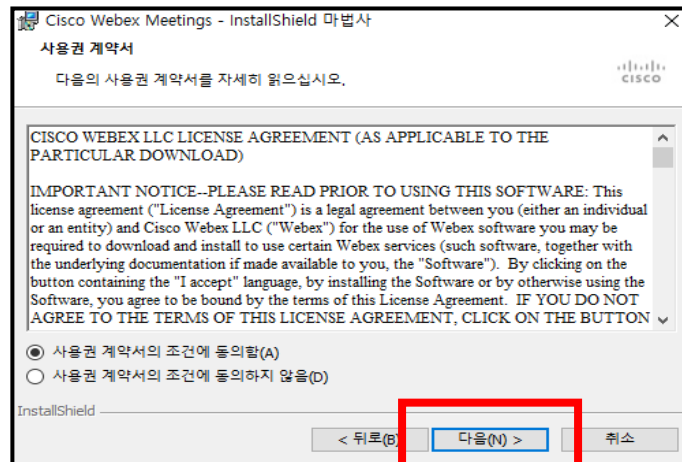 Cisco Webex Meetings - InstallShield 마법사
사용권 계약서
다음의 사용권 계약서를 자세히 읽으십시오.
CISCO
CISCO WEBEX LLC LICENSE AGREEMENT (AS APPLICABLE TO THE
PARTICULAR DOWNLOAD)
IMPORTANT NOTICE--PLEASE READ PRIOR TO USING THIS SOFTWARE: This
license agreement ("License Agreement") is a legal agreement between you (either an individual
or an entity) and Cisco Webex LLC ("Webex") for the use of Webex software you may be
required to download and install to use certain Webex services (such software, together with
the underlying documentation if made available to you, the "Software").  By clicking on the
button containing the "I accept" language, by installing the Software or by otherwise using the
Software, you agree to be bound by the terms of this License Agreement.  IF YOU DO NOT
AGREE TO THE TERMS OF THIS LICENSE AGREEMENT, CLICK ON THE BUTTON
사용권 계약서의 조건에 동의함(A)
사용권 계약서의 조건에 동의하지 않음(D)
InstallShield
< 뒤로(B) 다음(N) > 취소